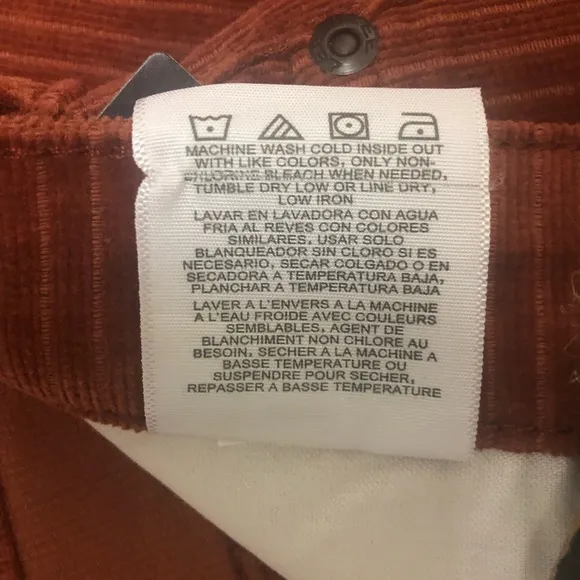 MACHINE WASH COLD INSIDE OUT
WITH LIKE COLORS, ONLY NON-
CHLORINE BLEACH WHEN NEEDED,
TUMBLE DRY LOW OR LINE DRY,
LOW IRON
LAVAR EN LAVADORA CON AGUA
FRIA AL REVES CON COLORES
SIMILARES, USAR SOLO
BLANQUEADOR SIN CLORO SI ES
NECESARIO, SECAR COLGADO O EN
SECADORA A TEMPERATURA BAJA,
PLANCHAR A TEMPERATURA BAJA
LAVER A L'ENVERS A LA MACHINE
A L'EAU FROIDE AVEC COULEURS
SEMBLABLES, AGENT DE
BLANCHIMENT NON CHLORE AU
BESOIN, SECHER A LA MACHINE A
BASSE TEMPERATURE OU
SUSPENDRE POUR SECHER,
REPASSER A BASSE TEMPERATURE